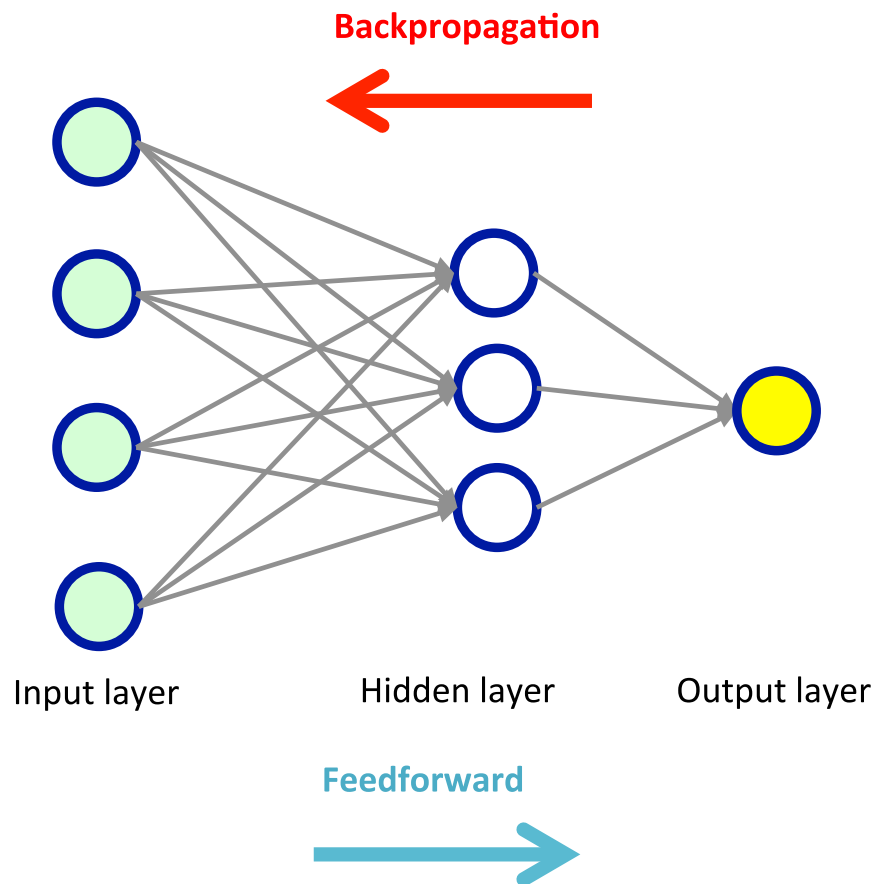 Backpropagation
Input layer
Hidden layer
Output layer
Feedforward